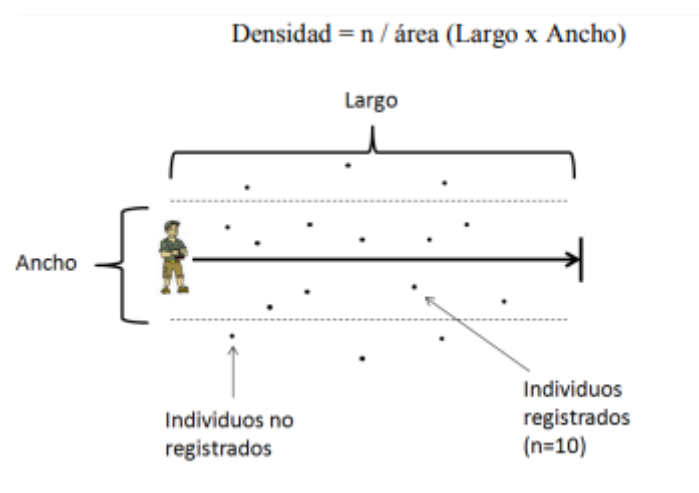 Densidad = n / área (Largo x Ancho)
Largo
Ancho
Individuos no
registrados
Individuos
registrados
(n=10)